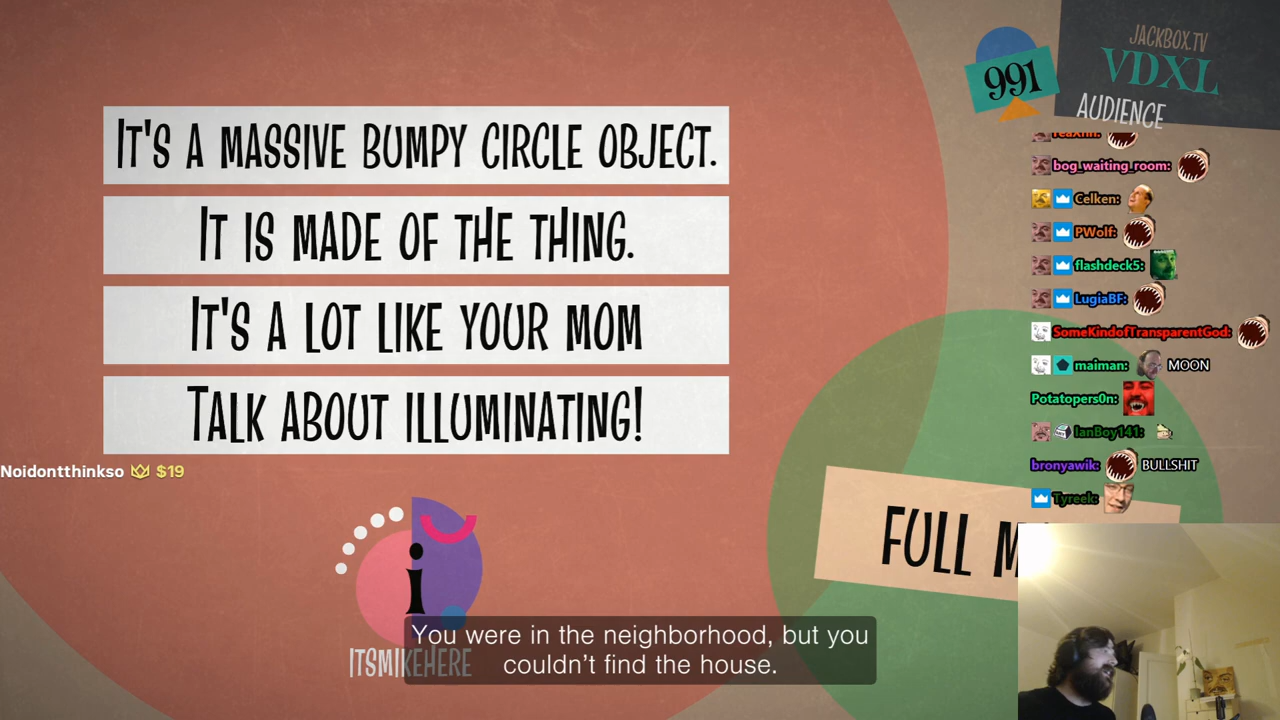 JACKBOX.TV
991
VDXL
AUDIENCE
IT'S A MASSIVE BUMPY CIRCLE OBJECT.
IT IS MADE OF THE THING.
IT'S A LOT LIKE YOUR MOM
TALK ABOUT ILLUMINATING!
bog_waiting_room:
Celken:
PWolf:
flashdeck5:
LugiaBF:
SomeKindofTransparentGod:
maiman: MOON
Potatopers0n:
IanBoy141:
bronyawik: BULLSHIT
Tyreek:
Noidontthinkso $19
FULL
i
ITSMIKEHERE
You were in the neighborhood, but you
couldn't find the house.